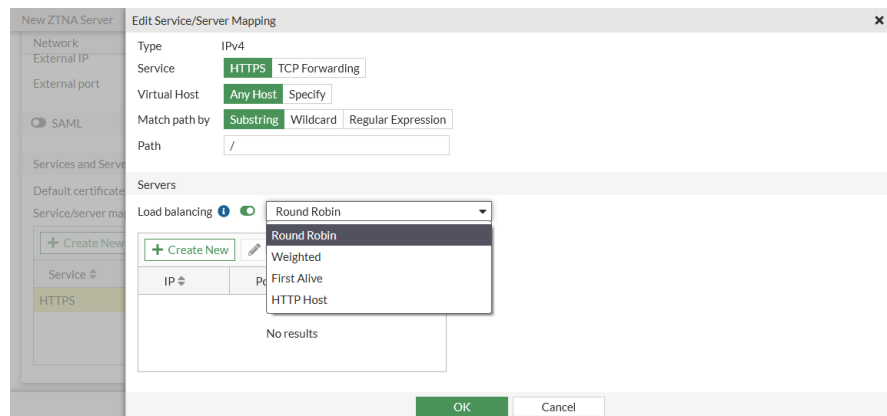 New ZTNA Server
Edit Service/Server Mapping
Network
External IP
External port
SAML
Services and Serve
Default certificate
Service/server ma
+ Create New
Service
HTTPS
Type IPv4
Service HTTPS TCP Forwarding
Virtual Host Any Host Specify
Match path by Substring Wildcard Regular Expression
Path /
Servers
Load balancing Round Robin
Round Robin
Weighted
First Alive
HTTP Host
+ Create New
IP Po
No results
OK Cancel